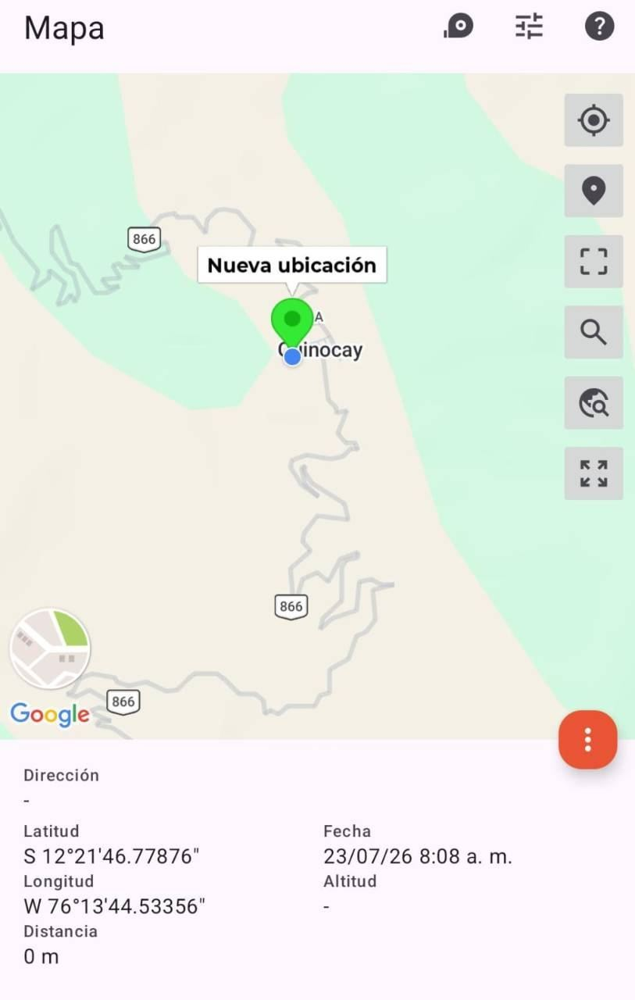 Mapa
866
Nueva ubicación
A
Quinocay
866
866
Google
Dirección
-
Latitud
S 12°21'46.77876"
Fecha
23/07/26 8:08 a. m.
Longitud
W 76°13'44.53356"
Altitud
-
Distancia
0 m